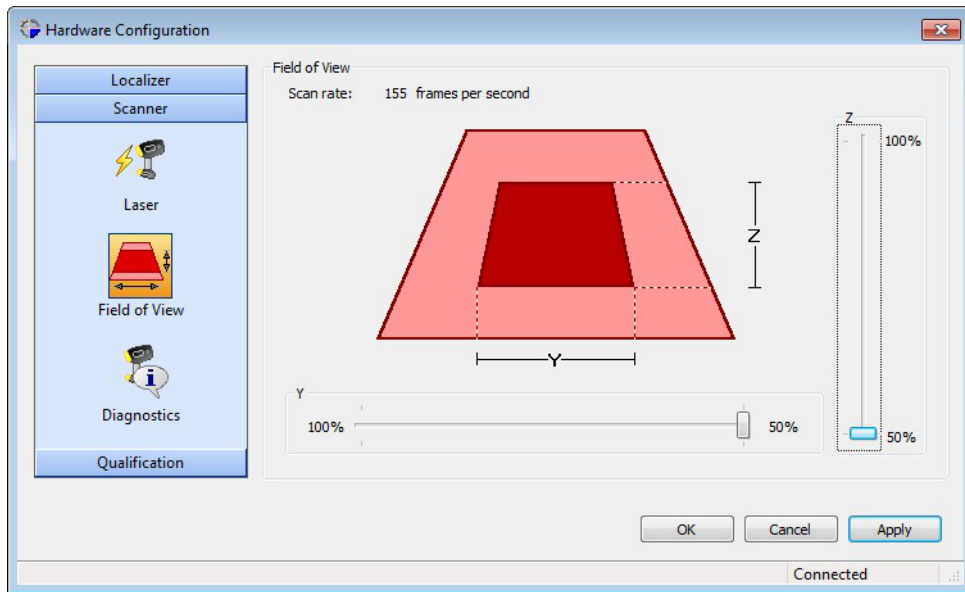 Hardware Configuration
Localizer
Scanner
Laser
Field of View
Diagnostics
Qualification
Field of View
Scan rate: 155 frames per second
Z
100%
Z
50%
Y
Y
100%
50%
OK Cancel Apply
Connected